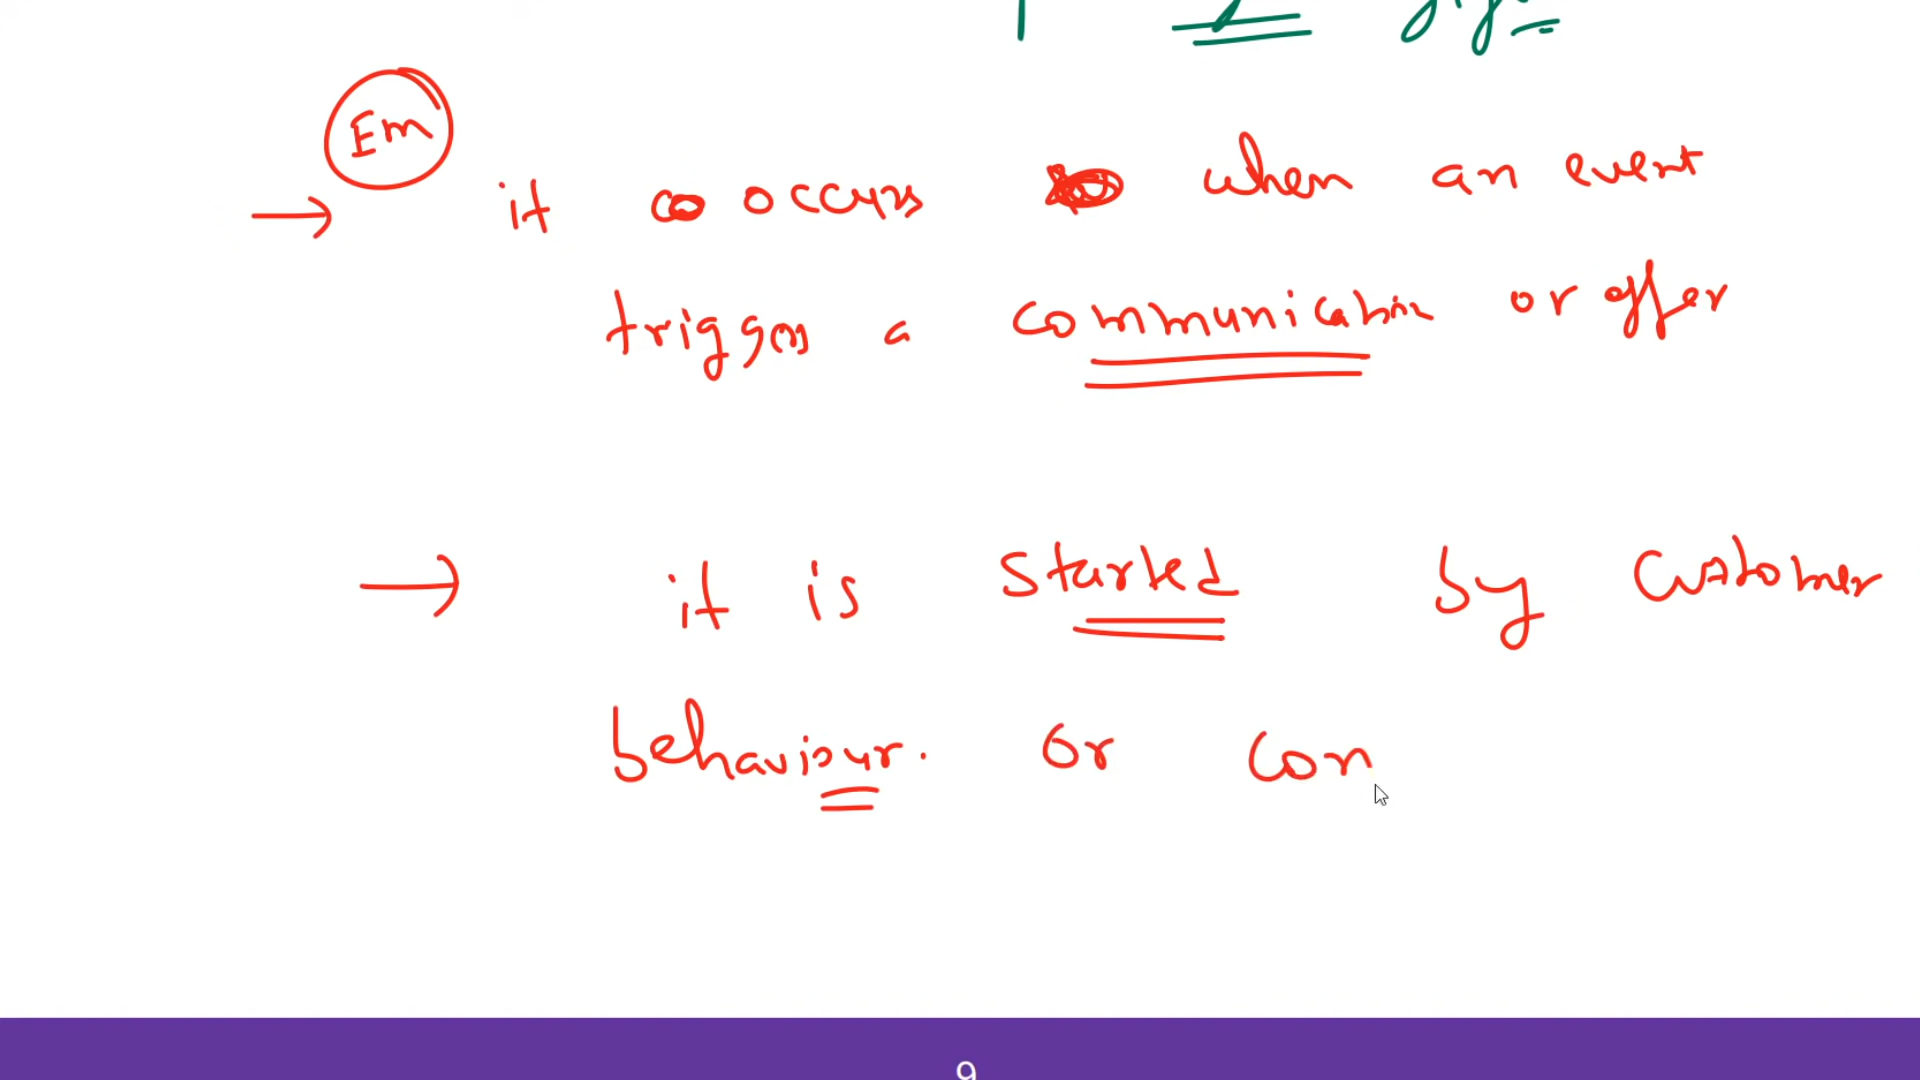 Em
→ it occurs when an event
triggers a communication or offer
→ it is started by customer
behaviour. or con
9